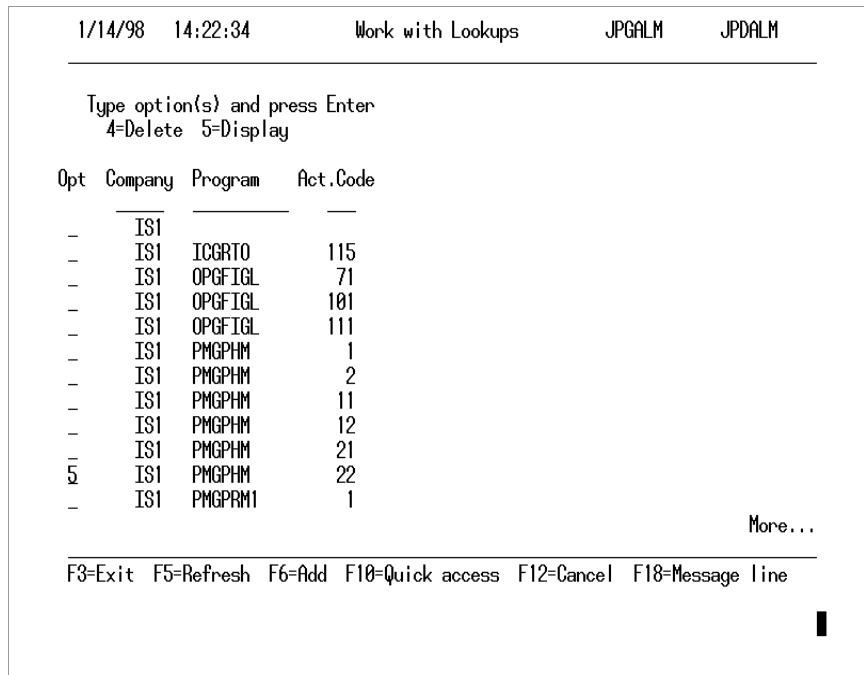 1/14/98 14:22:34 Work with Lookups JPGALM JPDALM
Type option(s) and press Enter
4=Delete 5=Display
Opt Company Program Act.Code
_ IS1
_ IS1 ICGRTO 115
_ IS1 OPGFIGL 71
_ IS1 OPGFIGL 101
_ IS1 OPGFIGL 111
_ IS1 PMGPHM 1
_ IS1 PMGPHM 2
_ IS1 PMGPHM 11
_ IS1 PMGPHM 12
_ IS1 PMGPHM 21
5 IS1 PMGPHM 22
_ IS1 PMGPRM1 1
More...
F3=Exit F5=Refresh F6=Add F10=Quick access F12=Cancel F18=Message line